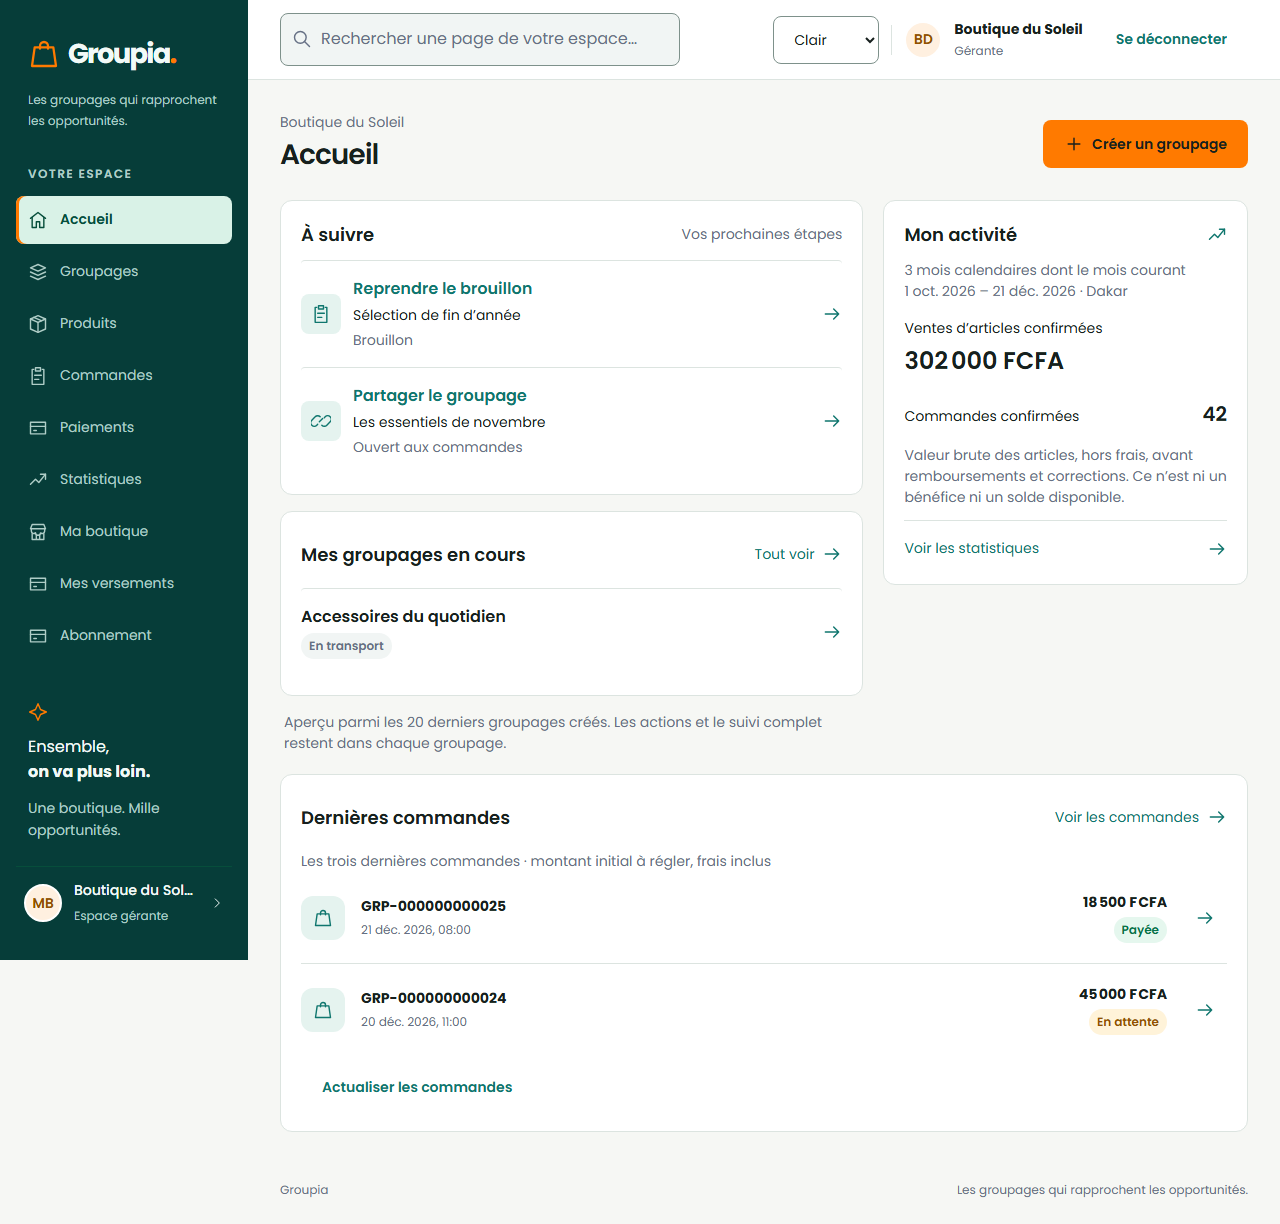 Groupia.
Les groupages qui rapprochent
les opportunités.
VOTRE ESPACE
Accueil
Groupages
Produits
Commandes
Paiements
Statistiques
Ma boutique
Mes versements
Abonnement
Ensemble,
on va plus loin.
Une boutique. Mille
opportunités.
MB
Boutique du Sol...
Espace gérante
Rechercher une page de votre espace...
Clair
BD
Boutique du Soleil
Gérante
Se déconnecter
Boutique du Soleil
Accueil
Créer un groupage
À suivre
Vos prochaines étapes
Reprendre le brouillon
Sélection de fin d’année
Brouillon
Partager le groupage
Les essentiels de novembre
Ouvert aux commandes
Mon activité
3 mois calendaires dont le mois courant
1 oct. 2026 – 21 déc. 2026 · Dakar
Ventes d’articles confirmées
302 000 FCFA
Commandes confirmées
42
Valeur brute des articles, hors frais, avant
remboursements et corrections. Ce n’est ni un
bénéfice ni un solde disponible.
Voir les statistiques
Mes groupages en cours
Tout voir
Accessoires du quotidien
En transport
Aperçu parmi les 20 derniers groupages créés. Les actions et le suivi complet
restent dans chaque groupage.
Dernières commandes
Voir les commandes
Les trois dernières commandes · montant initial à régler, frais inclus
GRP-000000000025
21 déc. 2026, 08:00
18 500 FCFA
Payée
GRP-000000000024
20 déc. 2026, 11:00
45 000 FCFA
En attente
Actualiser les commandes
Groupia
Les groupages qui rapprochent les opportunités.